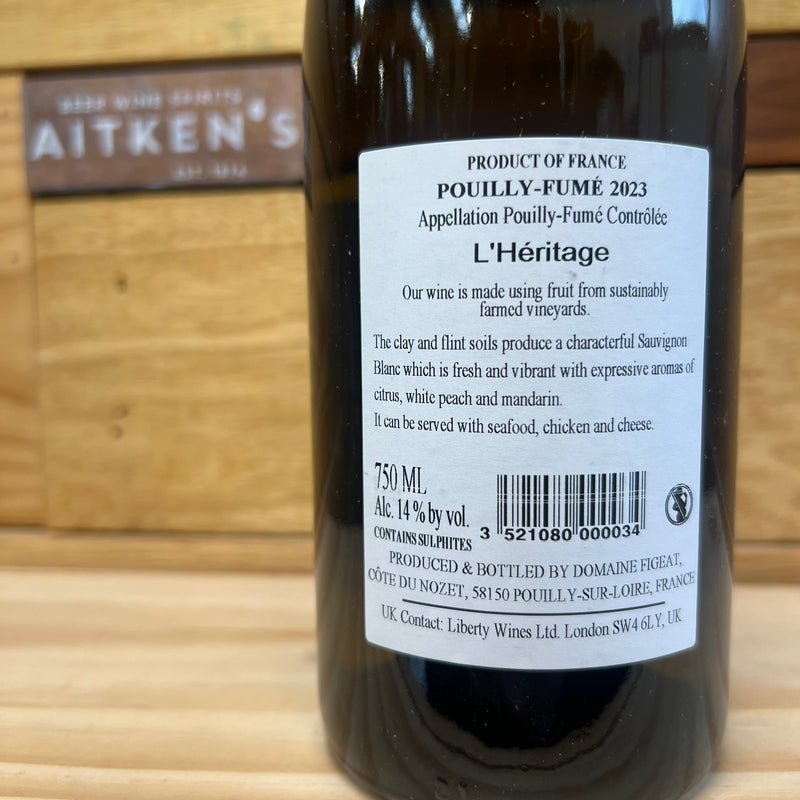 BEER WINE SPIRITS
AITKEN'S
PRODUCT OF FRANCE
POUILLY-FUMÉ 2023
Appellation Pouilly-Fumé Contrôlée
L'Héritage
Our wine is made using fruit from sustainably
farmed vineyards.
The clay and flint soils produce a characterful Sauvignon
Blanc which is fresh and vibrant with expressive aromas of
citrus, white peach and mandarin.
It can be served with seafood, chicken and cheese.
750 ML
Alc. 14 % by vol.
CONTAINS SULPHITES
3 521080 000034
PRODUCED & BOTTLED BY DOMAINE FIGEAT,
CÔTE DU NOZET, 58150 POUILLY-SUR-LOIRE, FRANCE
UK Contact: Liberty Wines Ltd. London SW4 6LY, UK